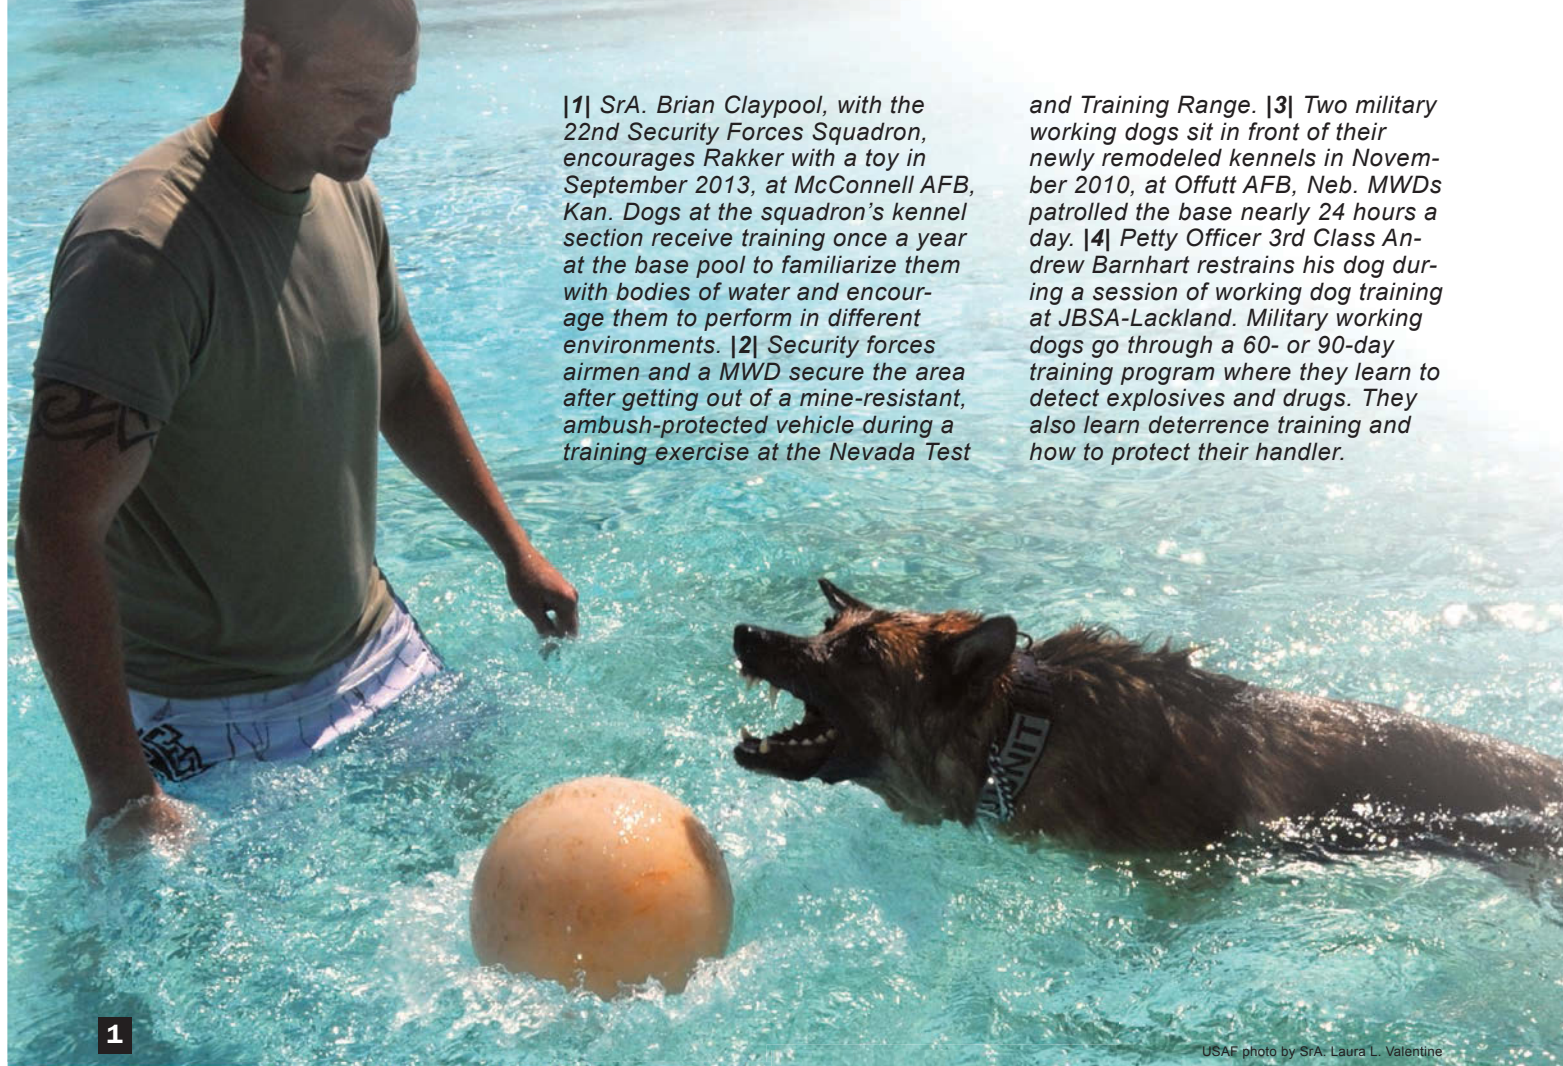 |1| SrA. Brian Claypool, with the
22nd Security Forces Squadron,
encourages Rakker with a toy in
September 2013, at McConnell AFB,
Kan. Dogs at the squadron's kennel
section receive training once a year
at the base pool to familiarize them
with bodies of water and encour-
age them to perform in different
environments. |2| Security forces
airmen and a MWD secure the area
after getting out of a mine-resistant,
ambush-protected vehicle during a
training exercise at the Nevada Test
and Training Range. |3| Two military
working dogs sit in front of their
newly remodeled kennels in Novem-
ber 2010, at Offutt AFB, Neb. MWDs
patrolled the base nearly 24 hours a
day. |4| Petty Officer 3rd Class An-
drew Barnhart restrains his dog dur-
ing a session of working dog training
at JBSA-Lackland. Military working
dogs go through a 60- or 90-day
training program where they learn to
detect explosives and drugs. They
also learn deterrence training and
how to protect their handler.
UNIT
1
USAF photo by SrA. Laura L. Valentine